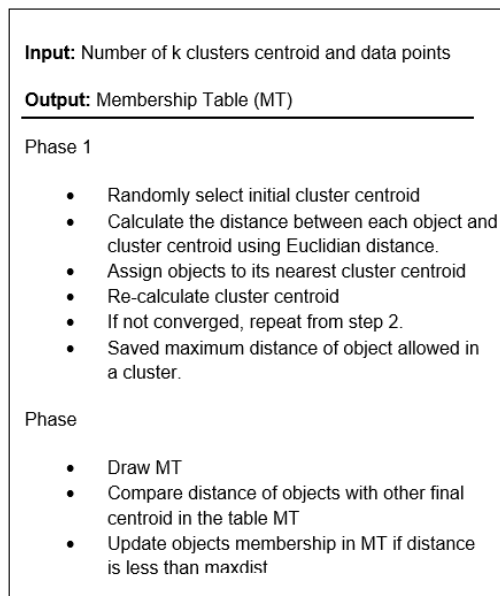 Input: Number of k clusters centroid and data points
Output: Membership Table (MT)
Phase 1
• Randomly select initial cluster centroid
• Calculate the distance between each object and
cluster centroid using Euclidian distance.
• Assign objects to its nearest cluster centroid
• Re-calculate cluster centroid
• If not converged, repeat from step 2.
• Saved maximum distance of object allowed in
a cluster.
Phase
• Draw MT
• Compare distance of objects with other final
centroid in the table MT
• Update objects membership in MT if distance
is less than maxdist